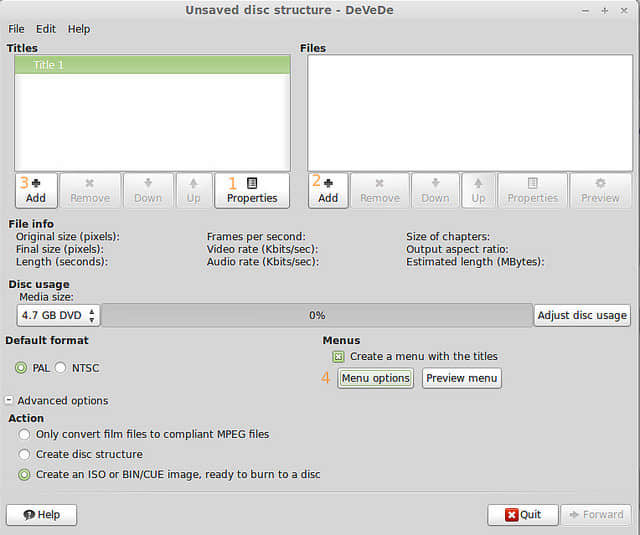 Unsaved disc structure - DeVeDe
File Edit Help
Titles Files
Title 1
3 Add Remove Down Up 1 Properties 2 Add Remove Down Up Properties Preview
File info
Original size (pixels): Frames per second: Size of chapters:
Final size (pixels): Video rate (Kbits/sec): Output aspect ratio:
Length (seconds): Audio rate (Kbits/sec): Estimated length (MBytes):
Disc usage
Media size:
4.7 GB DVD 0% Adjust disc usage
Default format Menus
Create a menu with the titles
PAL NTSC
4 Menu options Preview menu
Advanced options
Action
Only convert film files to compliant MPEG files
Create disc structure
Create an ISO or BIN/CUE image, ready to burn to a disc
Help Quit Forward